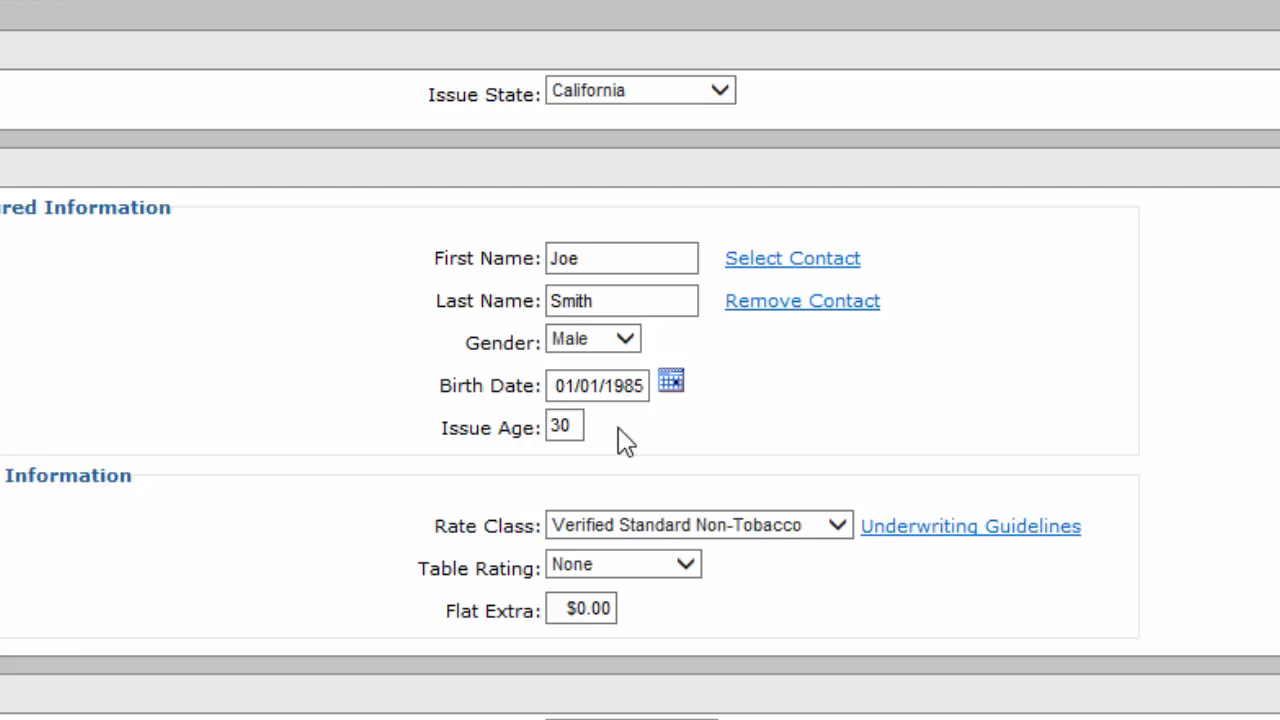 Issue State: California
red Information
First Name: Joe Select Contact
Last Name: Smith Remove Contact
Gender: Male
Birth Date: 01/01/1985
Issue Age: 30
Information
Rate Class: Verified Standard Non-Tobacco Underwriting Guidelines
Table Rating: None
Flat Extra: $0.00